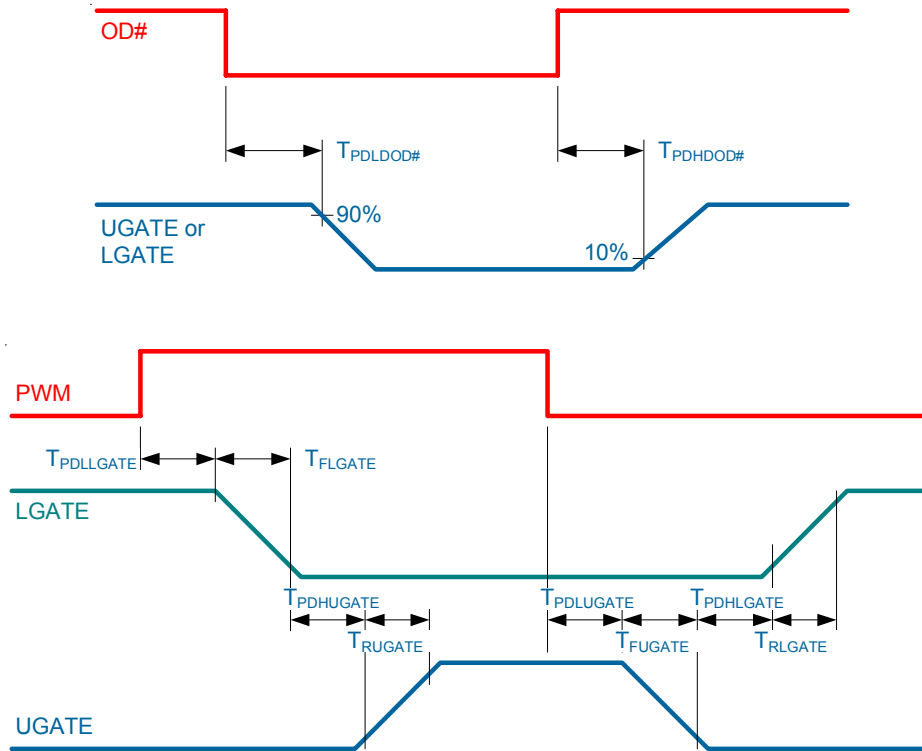 OD#
TPDLDOD#
TPDHDOD#
90%
UGATE or
LGATE
10%
PWM
TPDLLGATE
TFLGATE
LGATE
TPDHUGATE
TPDLUGATE
TPDHLGATE
TRUGATE
TFUGATE
TRLGATE
UGATE